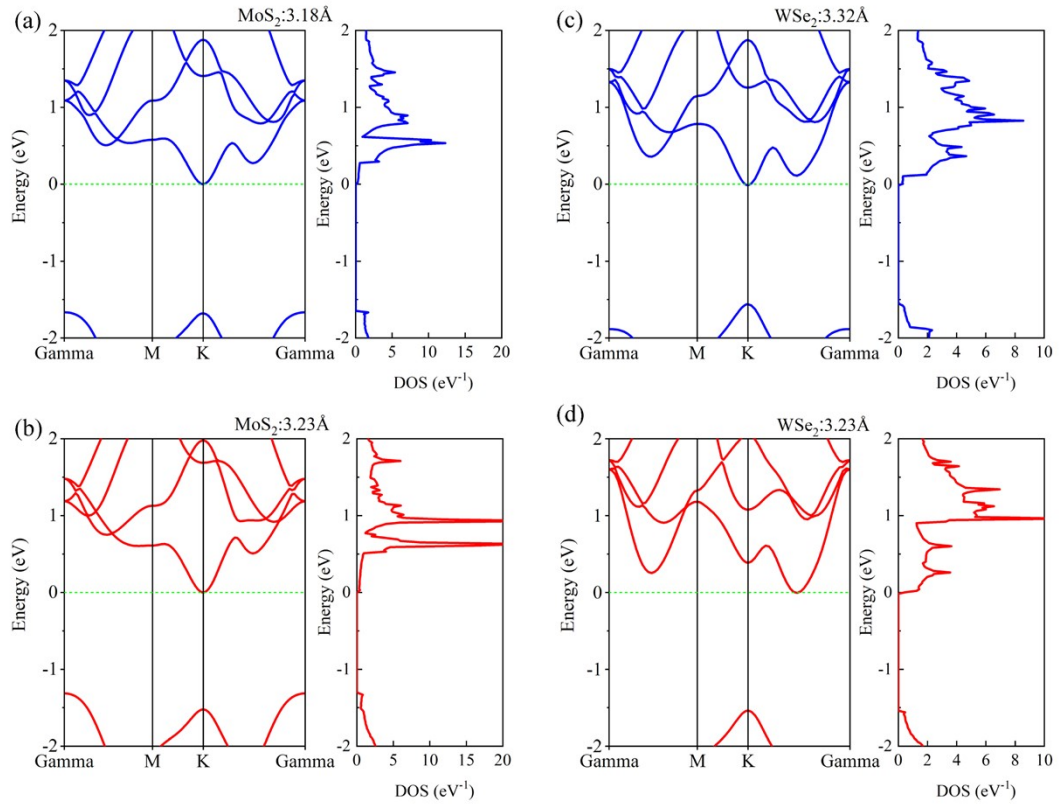 (a)
MoS₂:3.18Å
2
1
0
-1
-2
Energy (eV)
Gamma M K Gamma
2
1
0
-1
-2
Energy (eV)
0 5 10 15 20
DOS (eV⁻¹)
(c)
WSe₂:3.32Å
2
1
0
-1
-2
Energy (eV)
Gamma M K Gamma
2
1
0
-1
-2
Energy (eV)
0 2 4 6 8 10
DOS (eV⁻¹)
(b)
MoS₂:3.23Å
2
1
0
-1
-2
Energy (eV)
Gamma M K Gamma
2
1
0
-1
-2
Energy (eV)
0 5 10 15 20
DOS (eV⁻¹)
(d)
WSe₂:3.23Å
2
1
0
-1
-2
Energy (eV)
Gamma M K Gamma
2
1
0
-1
-2
Energy (eV)
0 2 4 6 8 10
DOS (eV⁻¹)